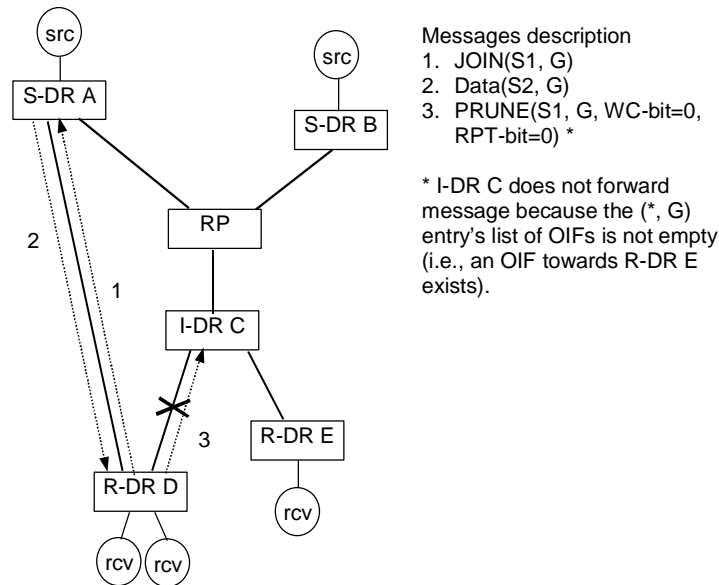 src
S-DR A
src
S-DR B
RP
2
1
I-DR C
3
R-DR E
R-DR D
rcv
rcv
rcv
Messages description
1. JOIN(S1, G)
2. Data(S2, G)
3. PRUNE(S1, G, WC-bit=0,
RPT-bit=0) *
* I-DR C does not forward
message because the (*, G)
entry's list of OIFs is not empty
(i.e., an OIF towards R-DR E
exists).